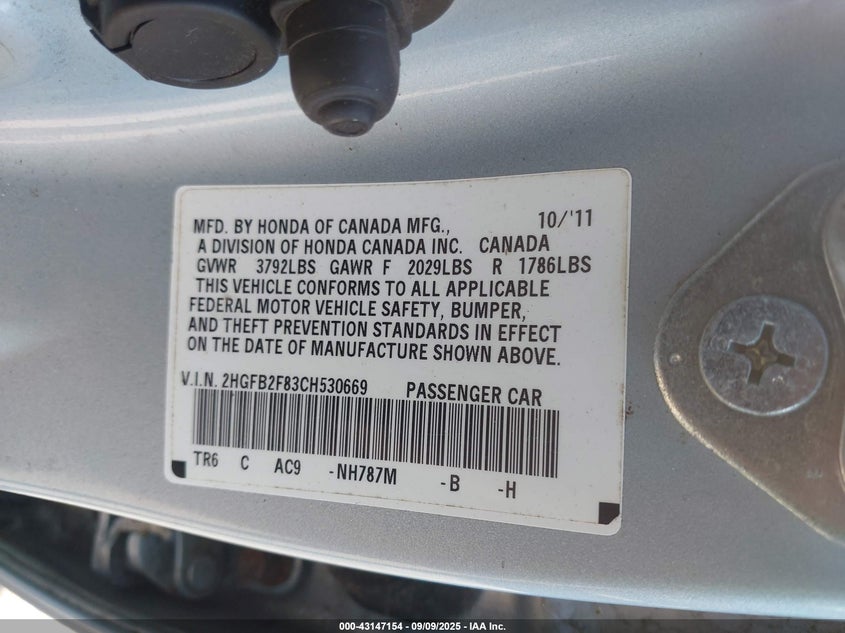 MFD. BY HONDA OF CANADA MFG., 10/'11
A DIVISION OF HONDA CANADA INC. CANADA
GVWR 3792LBS GAWR F 2029LBS R 1786LBS
THIS VEHICLE CONFORMS TO ALL APPLICABLE
FEDERAL MOTOR VEHICLE SAFETY, BUMPER,
AND THEFT PREVENTION STANDARDS IN EFFECT
ON THE DATE OF MANUFACTURE SHOWN ABOVE.
V.I.N. 2HGFB2F83CH530669 PASSENGER CAR
TR6 C AC9 -NH787M -B -H
000-43147154 - 09/09/2025 - IAA Inc.